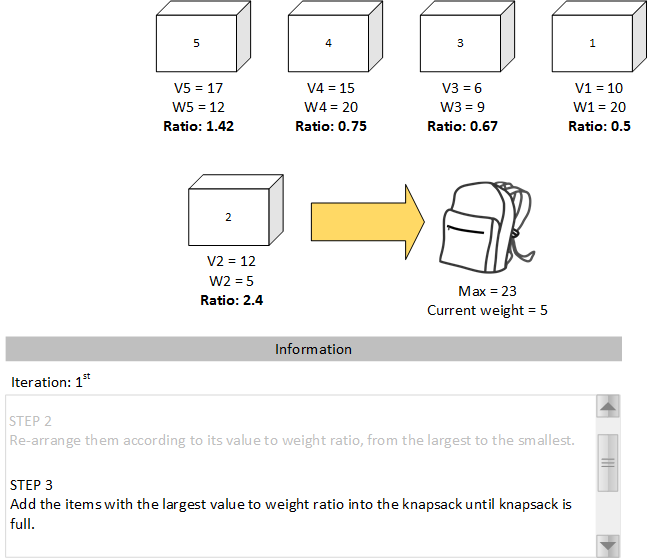 5
4
3
1
V5 = 17
V4 = 15
V3 = 6
V1 = 10
W5 = 12
W4 = 20
W3 = 9
W1 = 20
Ratio: 1.42
Ratio: 0.75
Ratio: 0.67
Ratio: 0.5
2
V2 = 12
W2 = 5
Ratio: 2.4
Max = 23
Current weight = 5
Information
Iteration: 1st
STEP 2
Re-arrange them according to its value to weight ratio, from the largest to the smallest.
STEP 3
Add the items with the largest value to weight ratio into the knapsack until knapsack is
full.